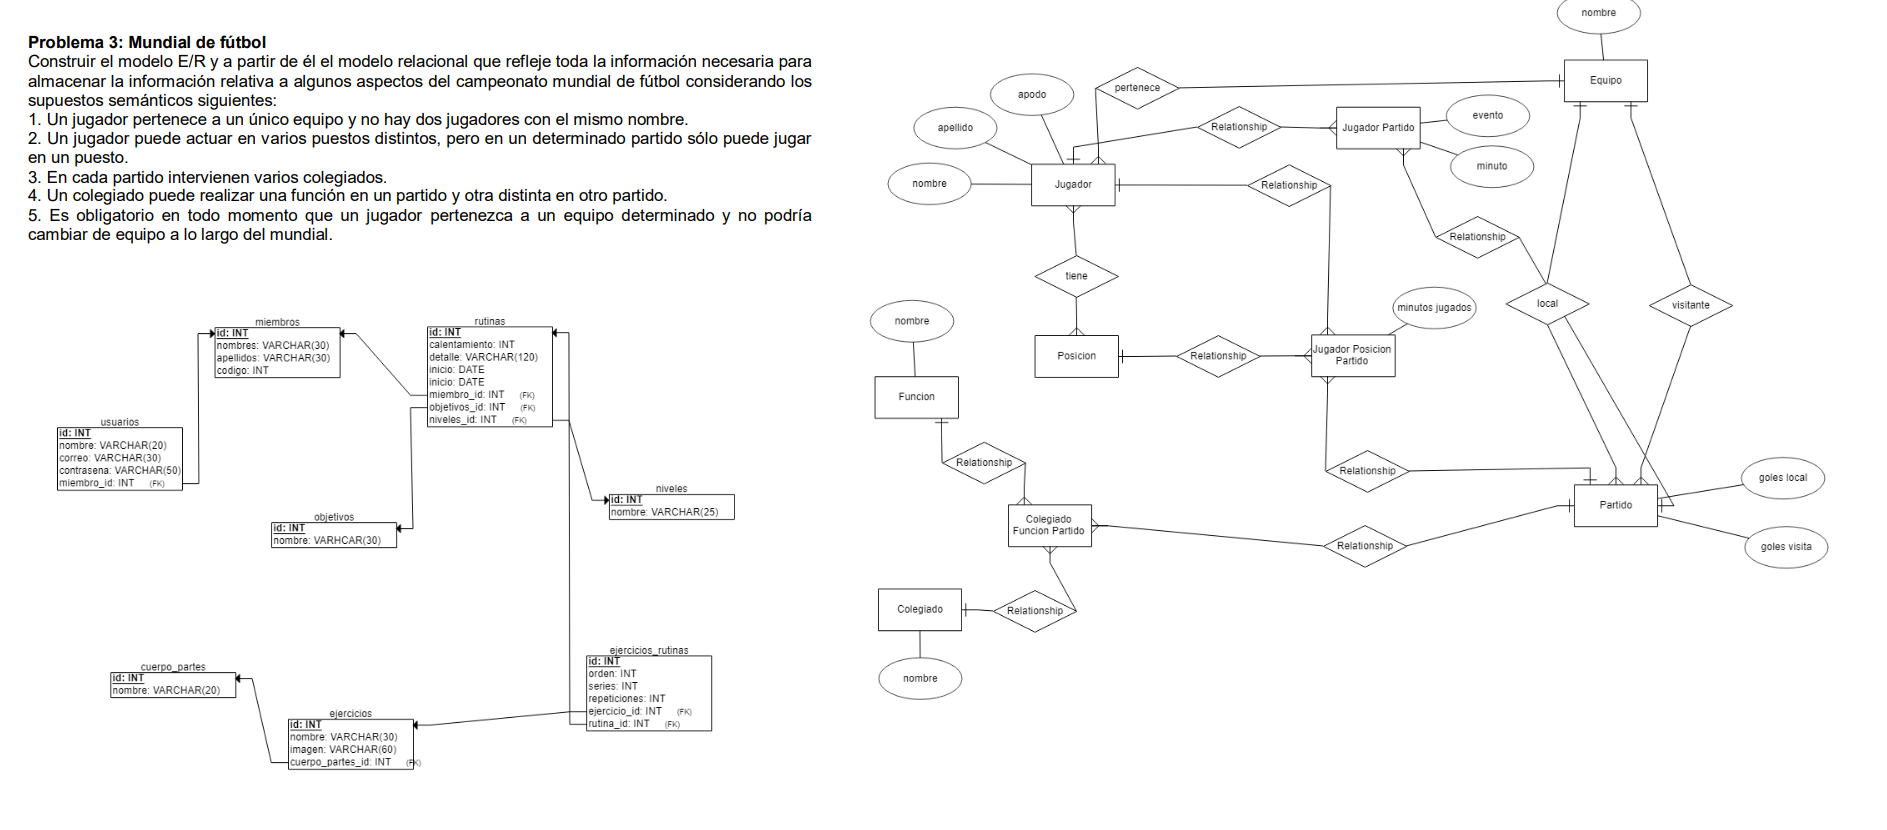 Problema 3: Mundial de fútbol
Construir el modelo E/R y a partir de él el modelo relacional que refleje toda la información necesaria para
almacenar la información relativa a algunos aspectos del campeonato mundial de fútbol considerando los
supuestos semánticos siguientes:
1. Un jugador pertenece a un único equipo y no hay dos jugadores con el mismo nombre.
2. Un jugador puede actuar en varios puestos distintos, pero en un determinado partido sólo puede jugar
en un puesto.
3. En cada partido intervienen varios colegiados.
4. Un colegiado puede realizar una función en un partido y otra distinta en otro partido.
5. Es obligatorio en todo momento que un jugador pertenezca a un equipo determinado y no podría
cambiar de equipo a lo largo del mundial.
miembros
id: INT
nombres: VARCHAR(30)
apellidos: VARCHAR(30)
codigo: INT
rutinas
id: INT
calentamiento: INT
detalle: VARCHAR(120)
inicio: DATE
inicio: DATE
miembro_id: INT (FK)
objetivos_id: INT (FK)
niveles_id: INT (FK)
usuarios
id: INT
nombre: VARCHAR(20)
correo: VARCHAR(30)
contrasena: VARCHAR(50)
miembro_id: INT (FK)
niveles
id: INT
nombre: VARCHAR(25)
objetivos
id: INT
nombre: VARHCAR(30)
ejercicios_rutinas
id: INT
orden: INT
series: INT
repeticiones: INT
ejercicio_id: INT (FK)
rutina_id: INT (FK)
cuerpo_partes
id: INT
nombre: VARCHAR(20)
ejercicios
id: INT
nombre: VARCHAR(30)
imagen: VARCHAR(60)
cuerpo_partes_id: INT (FK)
nombre
Equipo
pertenece
apodo
apellido
nombre
Jugador
Relationship
Jugador Partido
evento
minuto
Relationship
Relationship
tiene
local
visitante
minutos jugados
nombre
Posicion
Relationship
Jugador Posicion
Partido
Funcion
Relationship
Relationship
Partido
goles local
goles visita
Colegiado
Funcion Partido
Relationship
Colegiado
Relationship
nombre